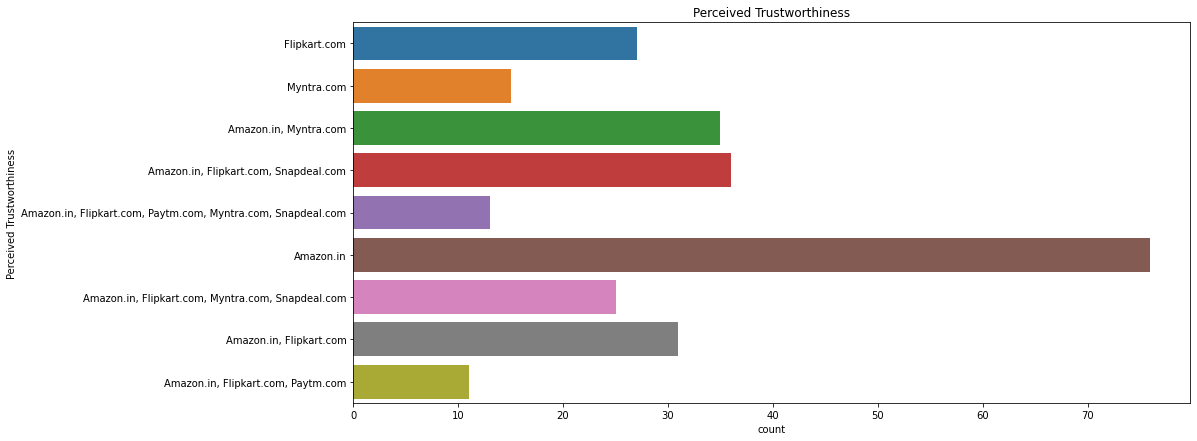 Perceived Trustworthiness
Perceived Trustworthiness
Flipkart.com
Myntra.com
Amazon.in, Myntra.com
Amazon.in, Flipkart.com, Snapdeal.com
Amazon.in, Flipkart.com, Paytm.com, Myntra.com, Snapdeal.com
Amazon.in
Amazon.in, Flipkart.com, Myntra.com, Snapdeal.com
Amazon.in, Flipkart.com
Amazon.in, Flipkart.com, Paytm.com
0 10 20 30 40 50 60 70
count